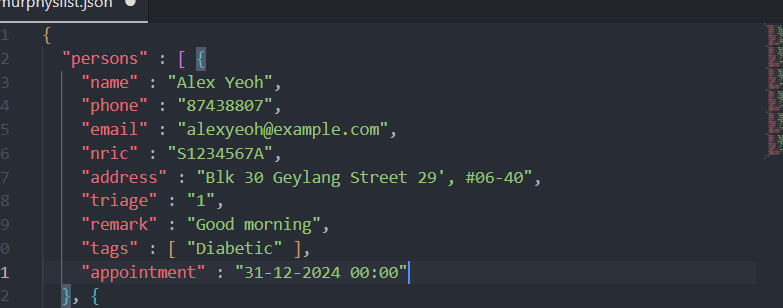 murphyslist.json
1 {
2 "persons" : [ {
3 "name" : "Alex Yeoh",
4 "phone" : "87438807",
5 "email" : "alexyeoh@example.com",
6 "nric" : "S1234567A",
7 "address" : "Blk 30 Geylang Street 29', #06-40",
8 "triage" : "1",
9 "remark" : "Good morning",
0 "tags" : [ "Diabetic" ],
1 "appointment" : "31-12-2024 00:00"
2 }, {